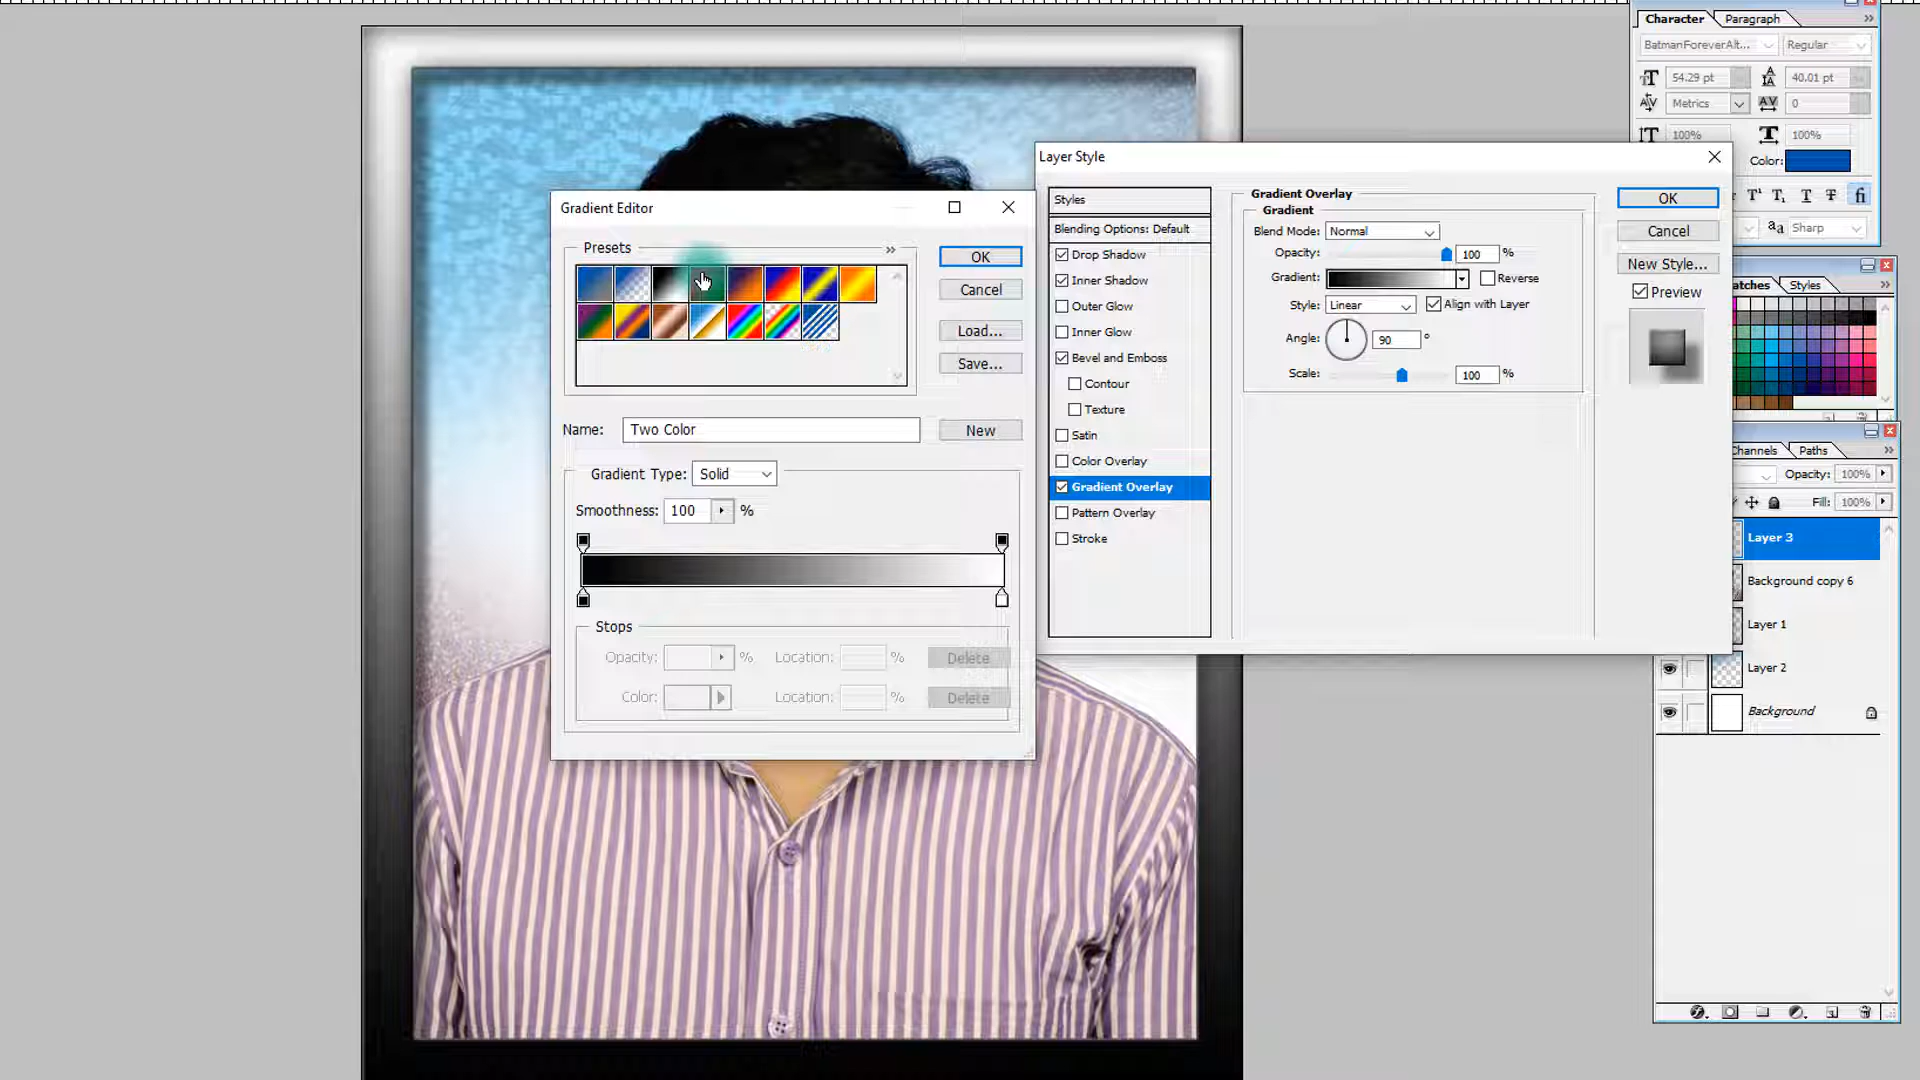 Character
Paragraph
BatmanForeverAlt...
Regular
54.29 pt
40.01 pt
Metrics
0
100%
100%
Color:
Sharp
Layer Style
Styles
Blending Options: Default
Drop Shadow
Inner Shadow
Outer Glow
Inner Glow
Bevel and Emboss
Contour
Texture
Satin
Color Overlay
Gradient Overlay
Pattern Overlay
Stroke
Gradient Overlay
Gradient
Blend Mode: Normal
Opacity: 100 %
Gradient: Reverse
Style: Linear Align with Layer
Angle: 90 °
Scale: 100 %
OK
Cancel
New Style...
Preview
Gradient Editor
Presets
OK
Cancel
Load...
Save...
Name: Two Color
New
Gradient Type: Solid
Smoothness: 100 %
Stops
Opacity: % Location: % Delete
Color: Location: % Delete
atches
Styles
Channels
Paths
Opacity: 100%
Fill: 100%
Layer 3
Background copy 6
Layer 1
Layer 2
Background